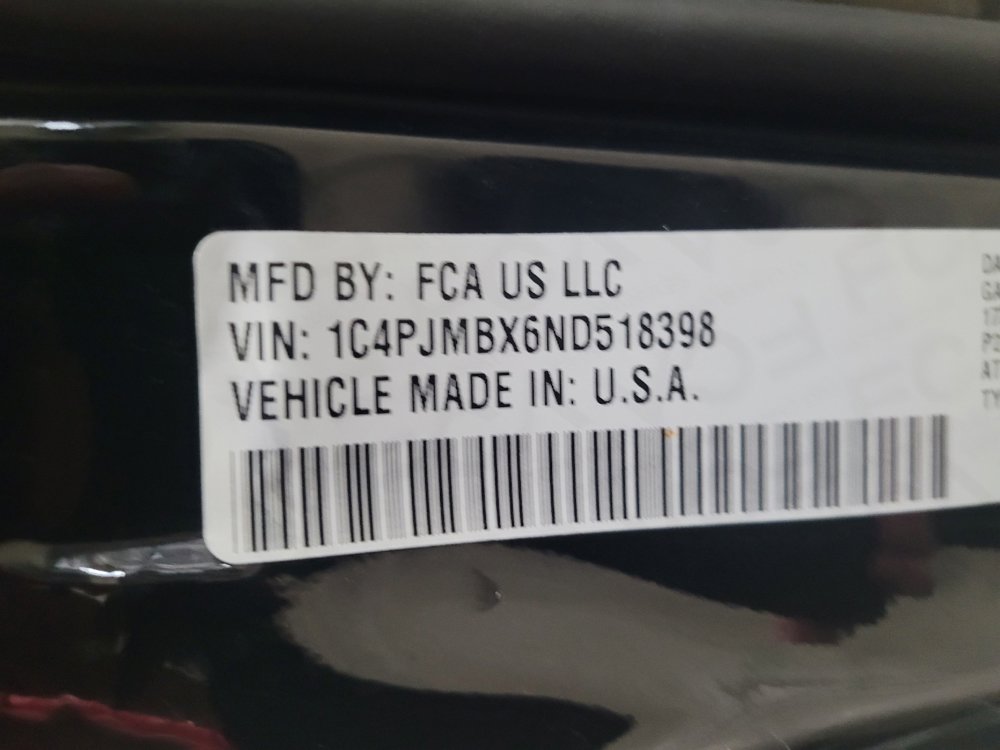 MFD BY: FCA US LLC
VIN: 1C4PJMBX6ND518398
VEHICLE MADE IN: U.S.A.